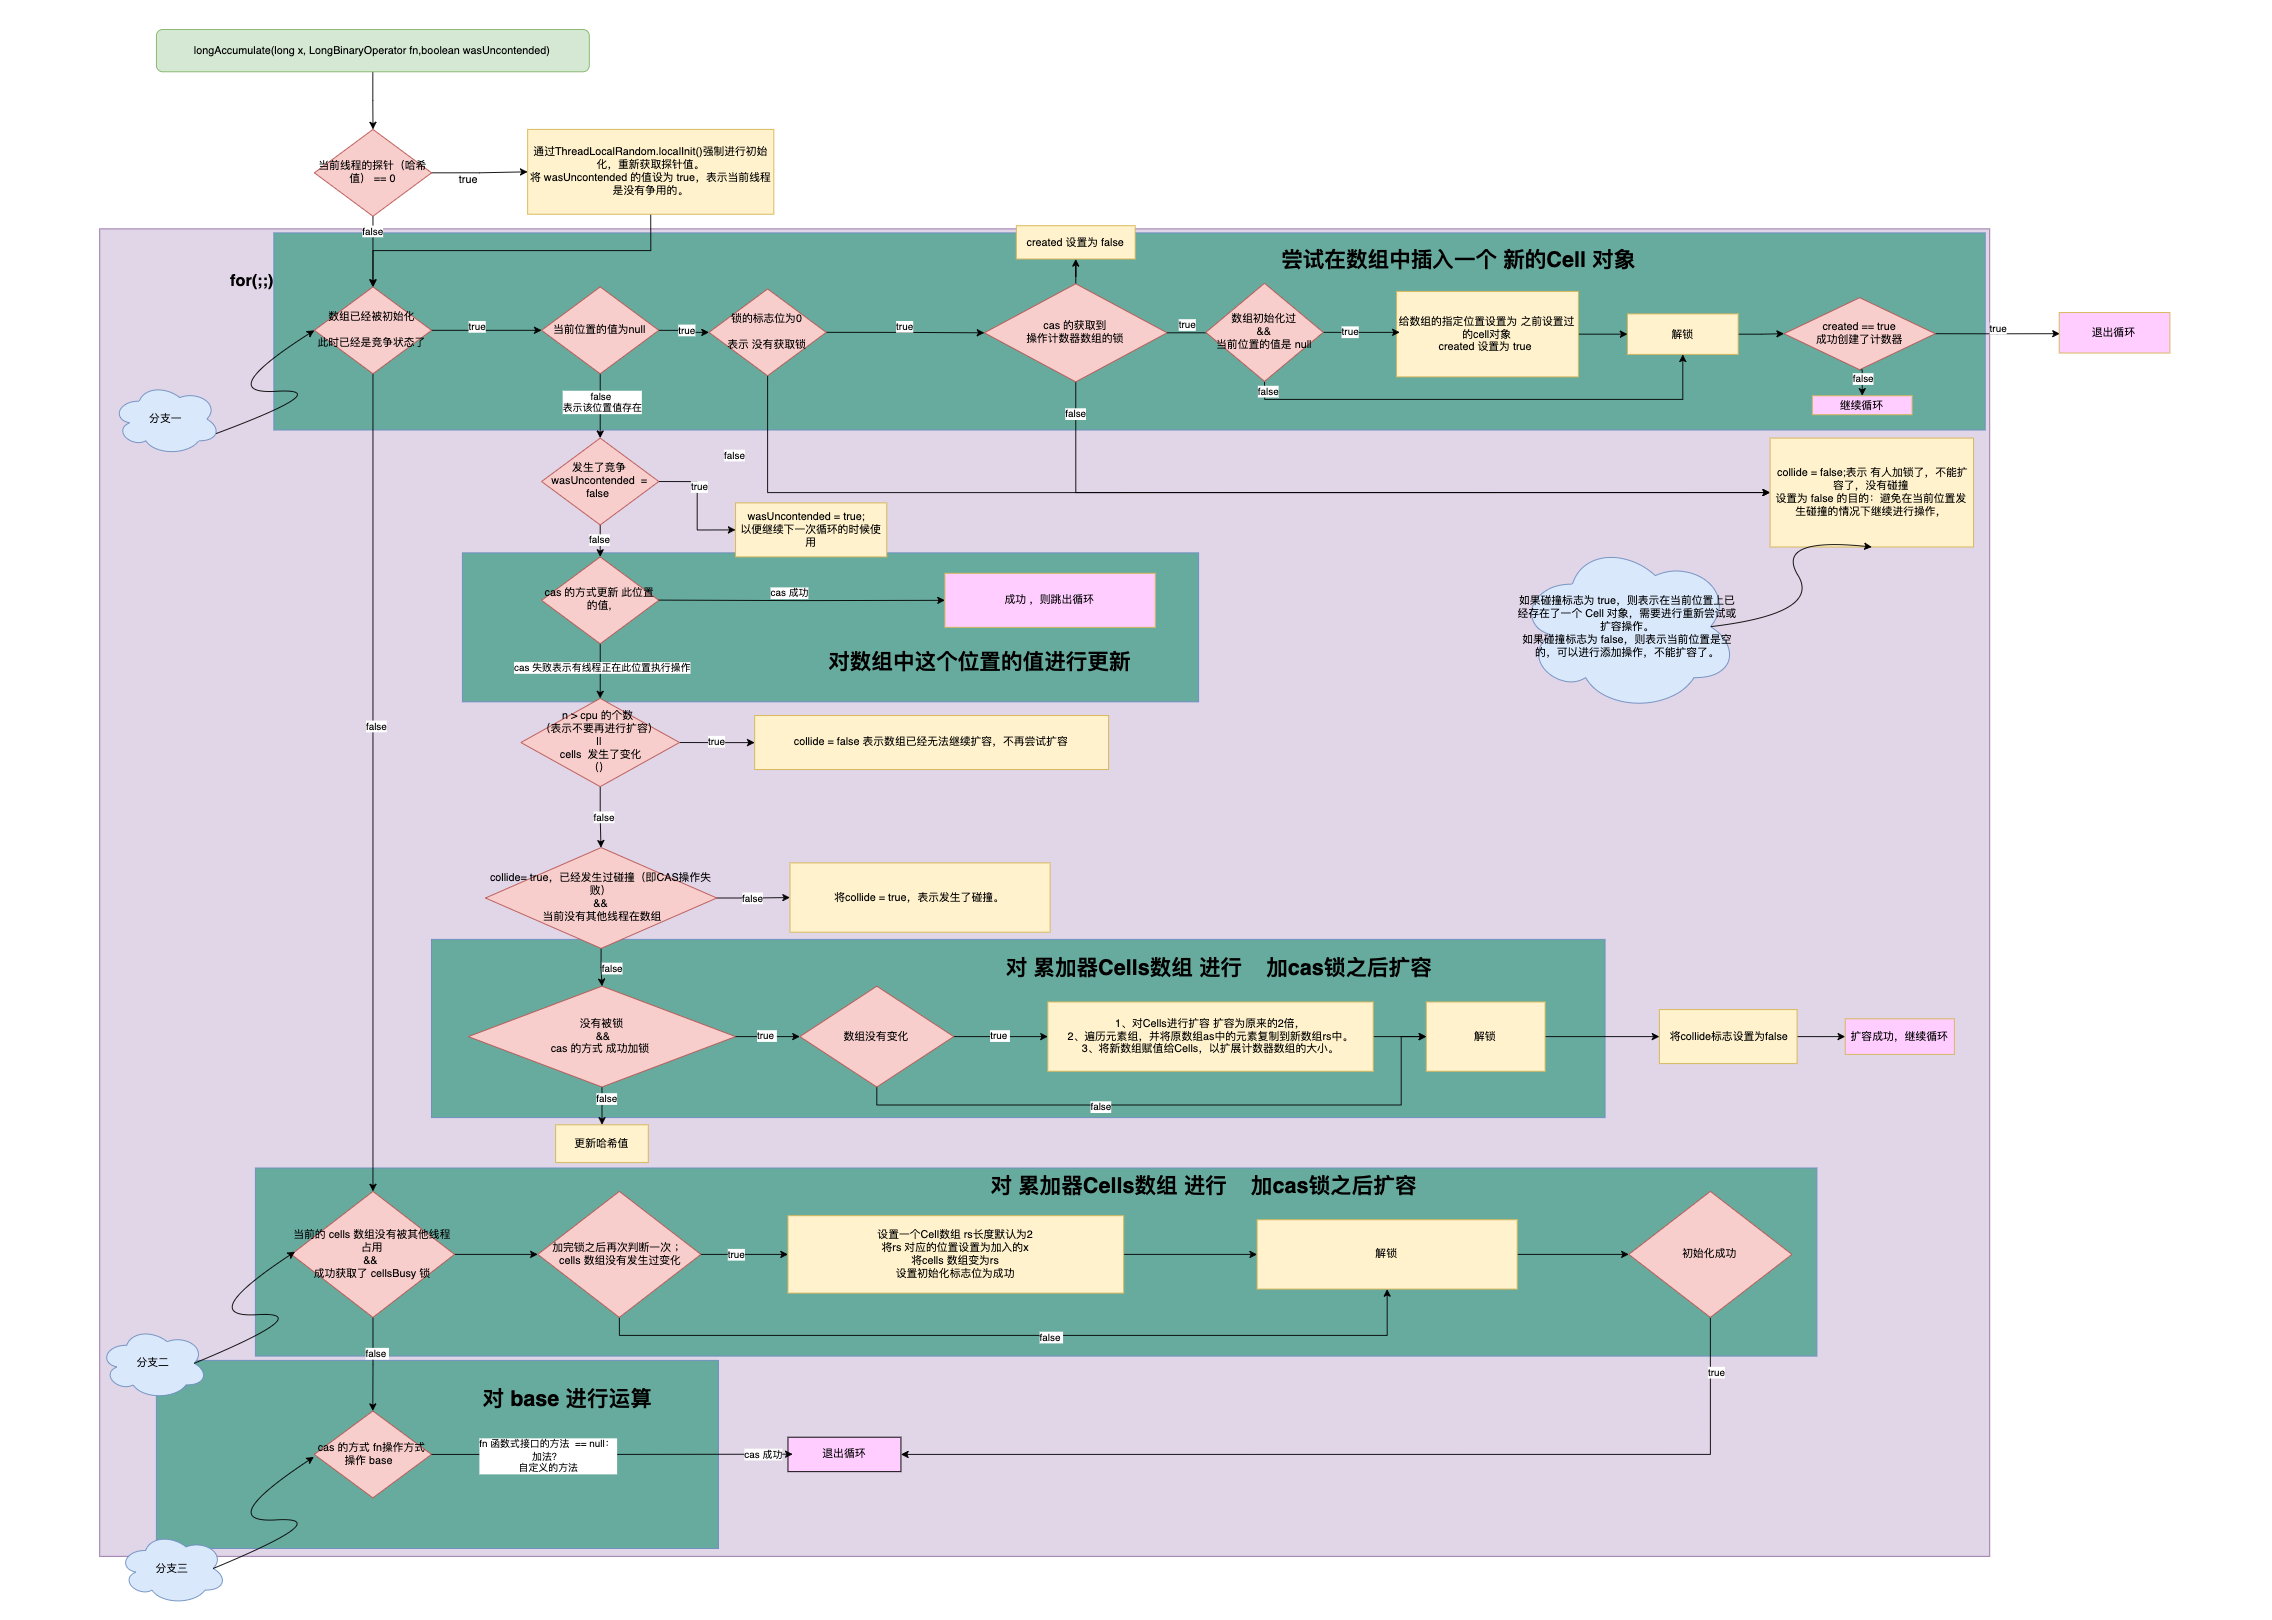 longAccumulate(long x, LongBinaryOperator fn,boolean wasUncontended)
当前线程的探针（哈希
值） == 0
true
通过ThreadLocalRandom.localInit()强制进行初始
化，重新获取探针值。
将 wasUncontended 的值设为 true，表示当前线程
是没有争用的。
false
for(;;)
created 设置为 false
尝试在数组中插入一个 新的Cell 对象
数组已经被初始化
此时已经是竞争状态了
true
当前位置的值为null
true
锁的标志位为0
表示 没有获取锁
true
cas 的获取到
操作计数器数组的锁
true
数组初始化过
&&
当前位置的值是 null
true
给数组的指定位置设置为 之前设置过
的cell对象
created 设置为 true
解锁
created == true
成功创建了计数器
true
退出循环
false
继续循环
false
false
表示该位置值存在
false
分支一
发生了竞争
wasUncontended =
false
false
true
wasUncontended = true;
以便继续下一次循环的时候使
用
collide = false;表示 有人加锁了，不能扩
容了，没有碰撞
设置为 false 的目的：避免在当前位置发
生碰撞的情况下继续进行操作，
false
cas 的方式更新 此位置
的值，
cas 成功
成功 ，则跳出循环
对数组中这个位置的值进行更新
cas 失败表示有线程正在此位置执行操作
如果碰撞标志为 true，则表示在当前位置上已
经存在了一个 Cell 对象，需要进行重新尝试或
扩容操作。
如果碰撞标志为 false，则表示当前位置是空
的，可以进行添加操作，不能扩容了。
false
n > cpu 的个数
(表示不要再进行扩容)
||
cells 发生了变化
()
true
collide = false 表示数组已经无法继续扩容，不再尝试扩容
false
collide= true，已经发生过碰撞（即CAS操作失
败）
&&
当前没有其他线程在数组
false
将collide = true，表示发生了碰撞。
false
对 累加器Cells数组 进行 加cas锁之后扩容
没有被锁
&&
cas 的方式 成功加锁
true
数组没有变化
true
1、对Cells进行扩容 扩容为原来的2倍，
2、遍历元素组，并将原数组as中的元素复制到新数组rs中。
3、将新数组赋值给Cells，以扩展计数器数组的大小。
解锁
将collide标志设置为false
扩容成功，继续循环
false
false
更新哈希值
对 累加器Cells数组 进行 加cas锁之后扩容
当前的 cells 数组没有被其他线程
占用
&&
成功获取了 cellsBusy 锁
加完锁之后再次判断一次；
cells 数组没有发生过变化
true
设置一个Cell数组 rs长度默认为2
将rs 对应的位置设置为加入的x
将cells 数组变为rs
设置初始化标志位为成功
解锁
初始化成功
false
false
true
分支二
对 base 进行运算
cas 的方式 fn操作方式
操作 base
fn 函数式接口的方法 == null：
加法？
自定义的方法
cas 成功
退出循环
分支三